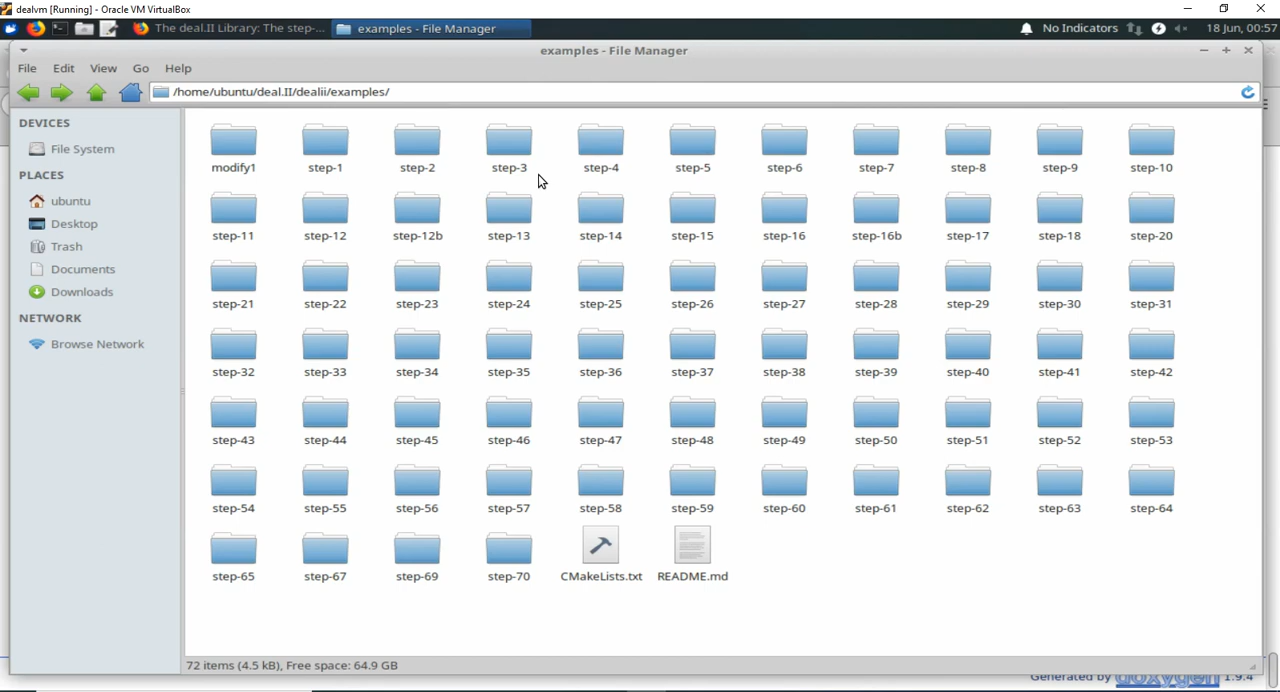 dealvm [Running] - Oracle VM VirtualBox
The deal.II Library: The step-... examples - File Manager No Indicators 18 Jun, 00:57
examples - File Manager
File Edit View Go Help
/home/ubuntu/deal.II/dealii/examples/
DEVICES
File System
PLACES
ubuntu
Desktop
Trash
Documents
Downloads
NETWORK
Browse Network
modify1 step-1 step-2 step-3 step-4 step-5 step-6 step-7 step-8 step-9 step-10
step-11 step-12 step-12b step-13 step-14 step-15 step-16 step-16b step-17 step-18 step-20
step-21 step-22 step-23 step-24 step-25 step-26 step-27 step-28 step-29 step-30 step-31
step-32 step-33 step-34 step-35 step-36 step-37 step-38 step-39 step-40 step-41 step-42
step-43 step-44 step-45 step-46 step-47 step-48 step-49 step-50 step-51 step-52 step-53
step-54 step-55 step-56 step-57 step-58 step-59 step-60 step-61 step-62 step-63 step-64
step-65 step-67 step-69 step-70 CMakeLists.txt README.md
72 items (4.5 kB), Free space: 64.9 GB
Generated by doxygen 1.9.4